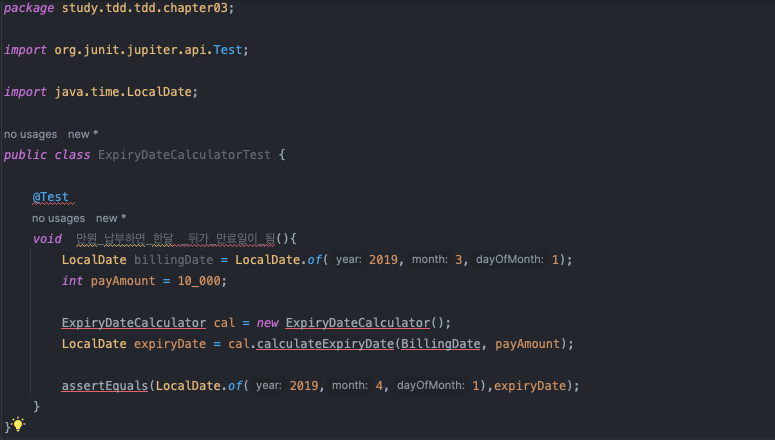 package study.tdd.tdd.chapter03;
import org.junit.jupiter.api.Test;
import java.time.LocalDate;
no usages new *
public class ExpiryDateCalculatorTest {
@Test
no usages new *
void 만원_납부하면_한달 _뒤가_만료일이_됨(){
LocalDate billingDate = LocalDate.of( year: 2019, month: 3, dayOfMonth: 1);
int payAmount = 10_000;
ExpiryDateCalculator cal = new ExpiryDateCalculator();
LocalDate expiryDate = cal.calculateExpiryDate(BillingDate, payAmount);
assertEquals(LocalDate.of( year: 2019, month: 4, dayOfMonth: 1),expiryDate);
}
}